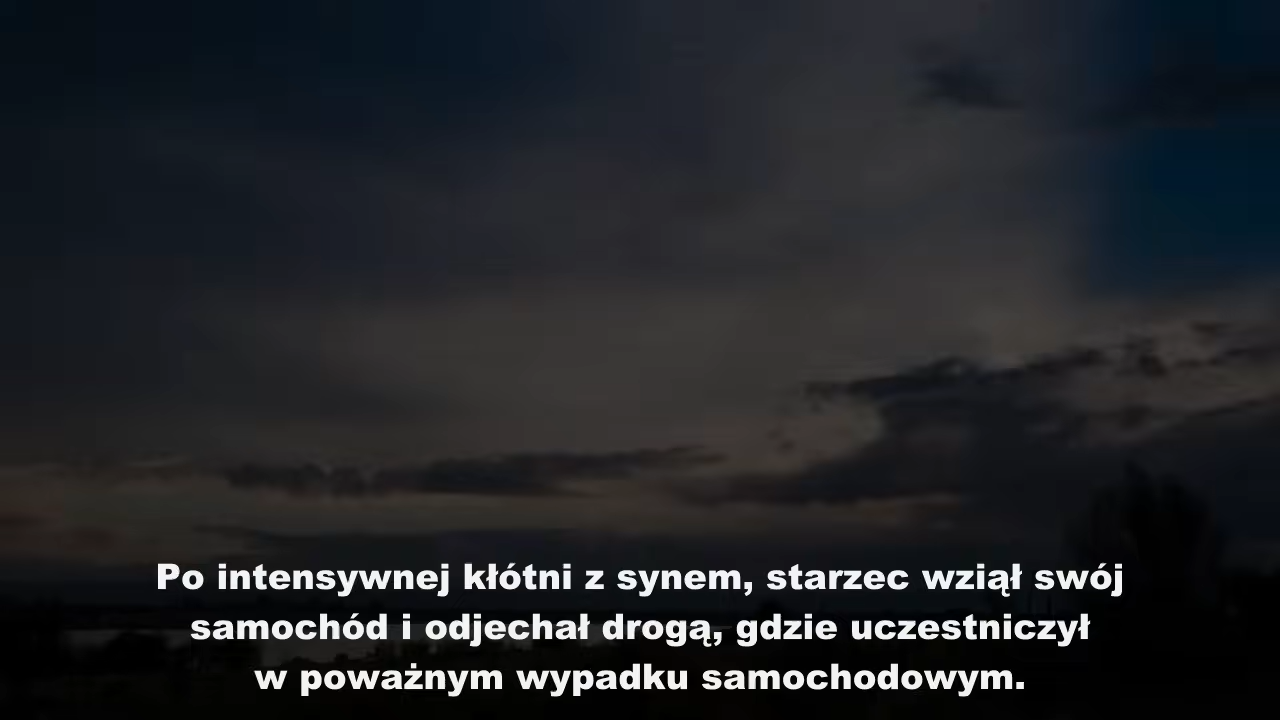 Po intensywnej kłótni z synem, starzec wziął swój
samochód i odjechał drogą, gdzie uczestniczył
w poważnym wypadku samochodowym.